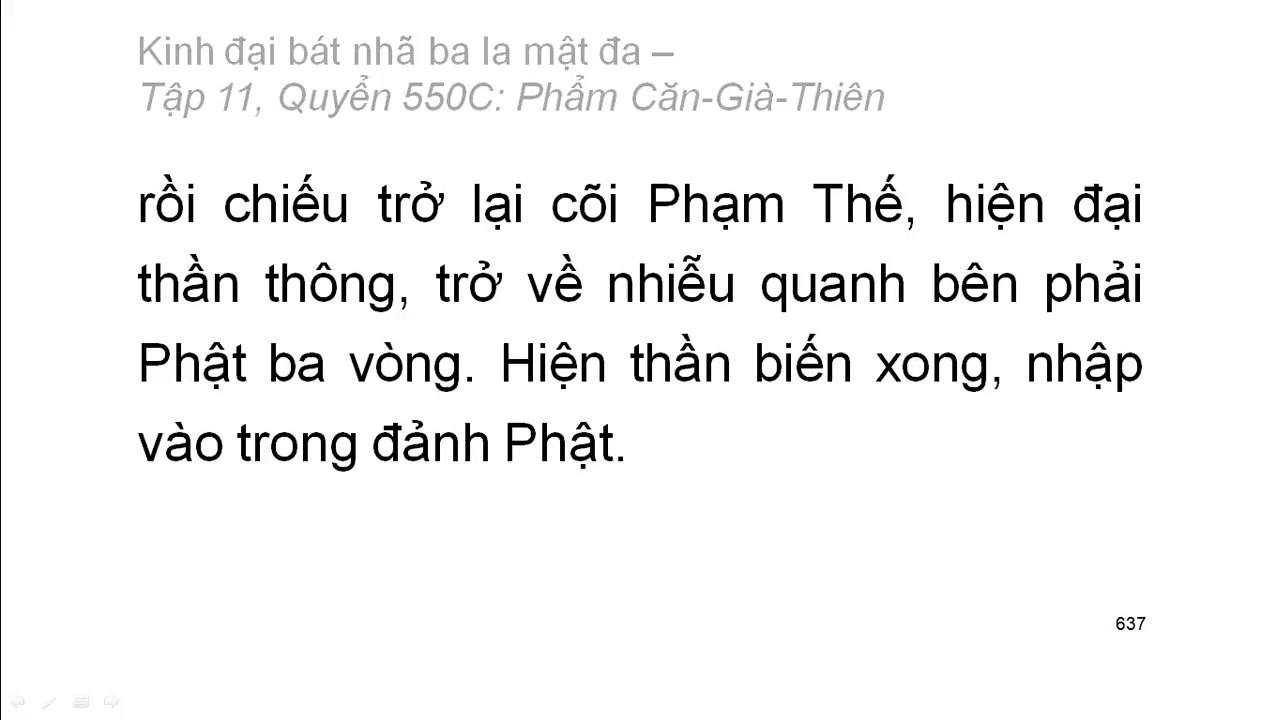 Kinh đại bát nhã ba la mật đa –
Tập 11, Quyển 550C: Phẩm Căn-Già-Thiên
rồi chiếu trở lại cõi Phạm Thế, hiện đại
thần thông, trở về nhiễu quanh bên phải
Phật ba vòng. Hiện thần biến xong, nhập
vào trong đảnh Phật.
637